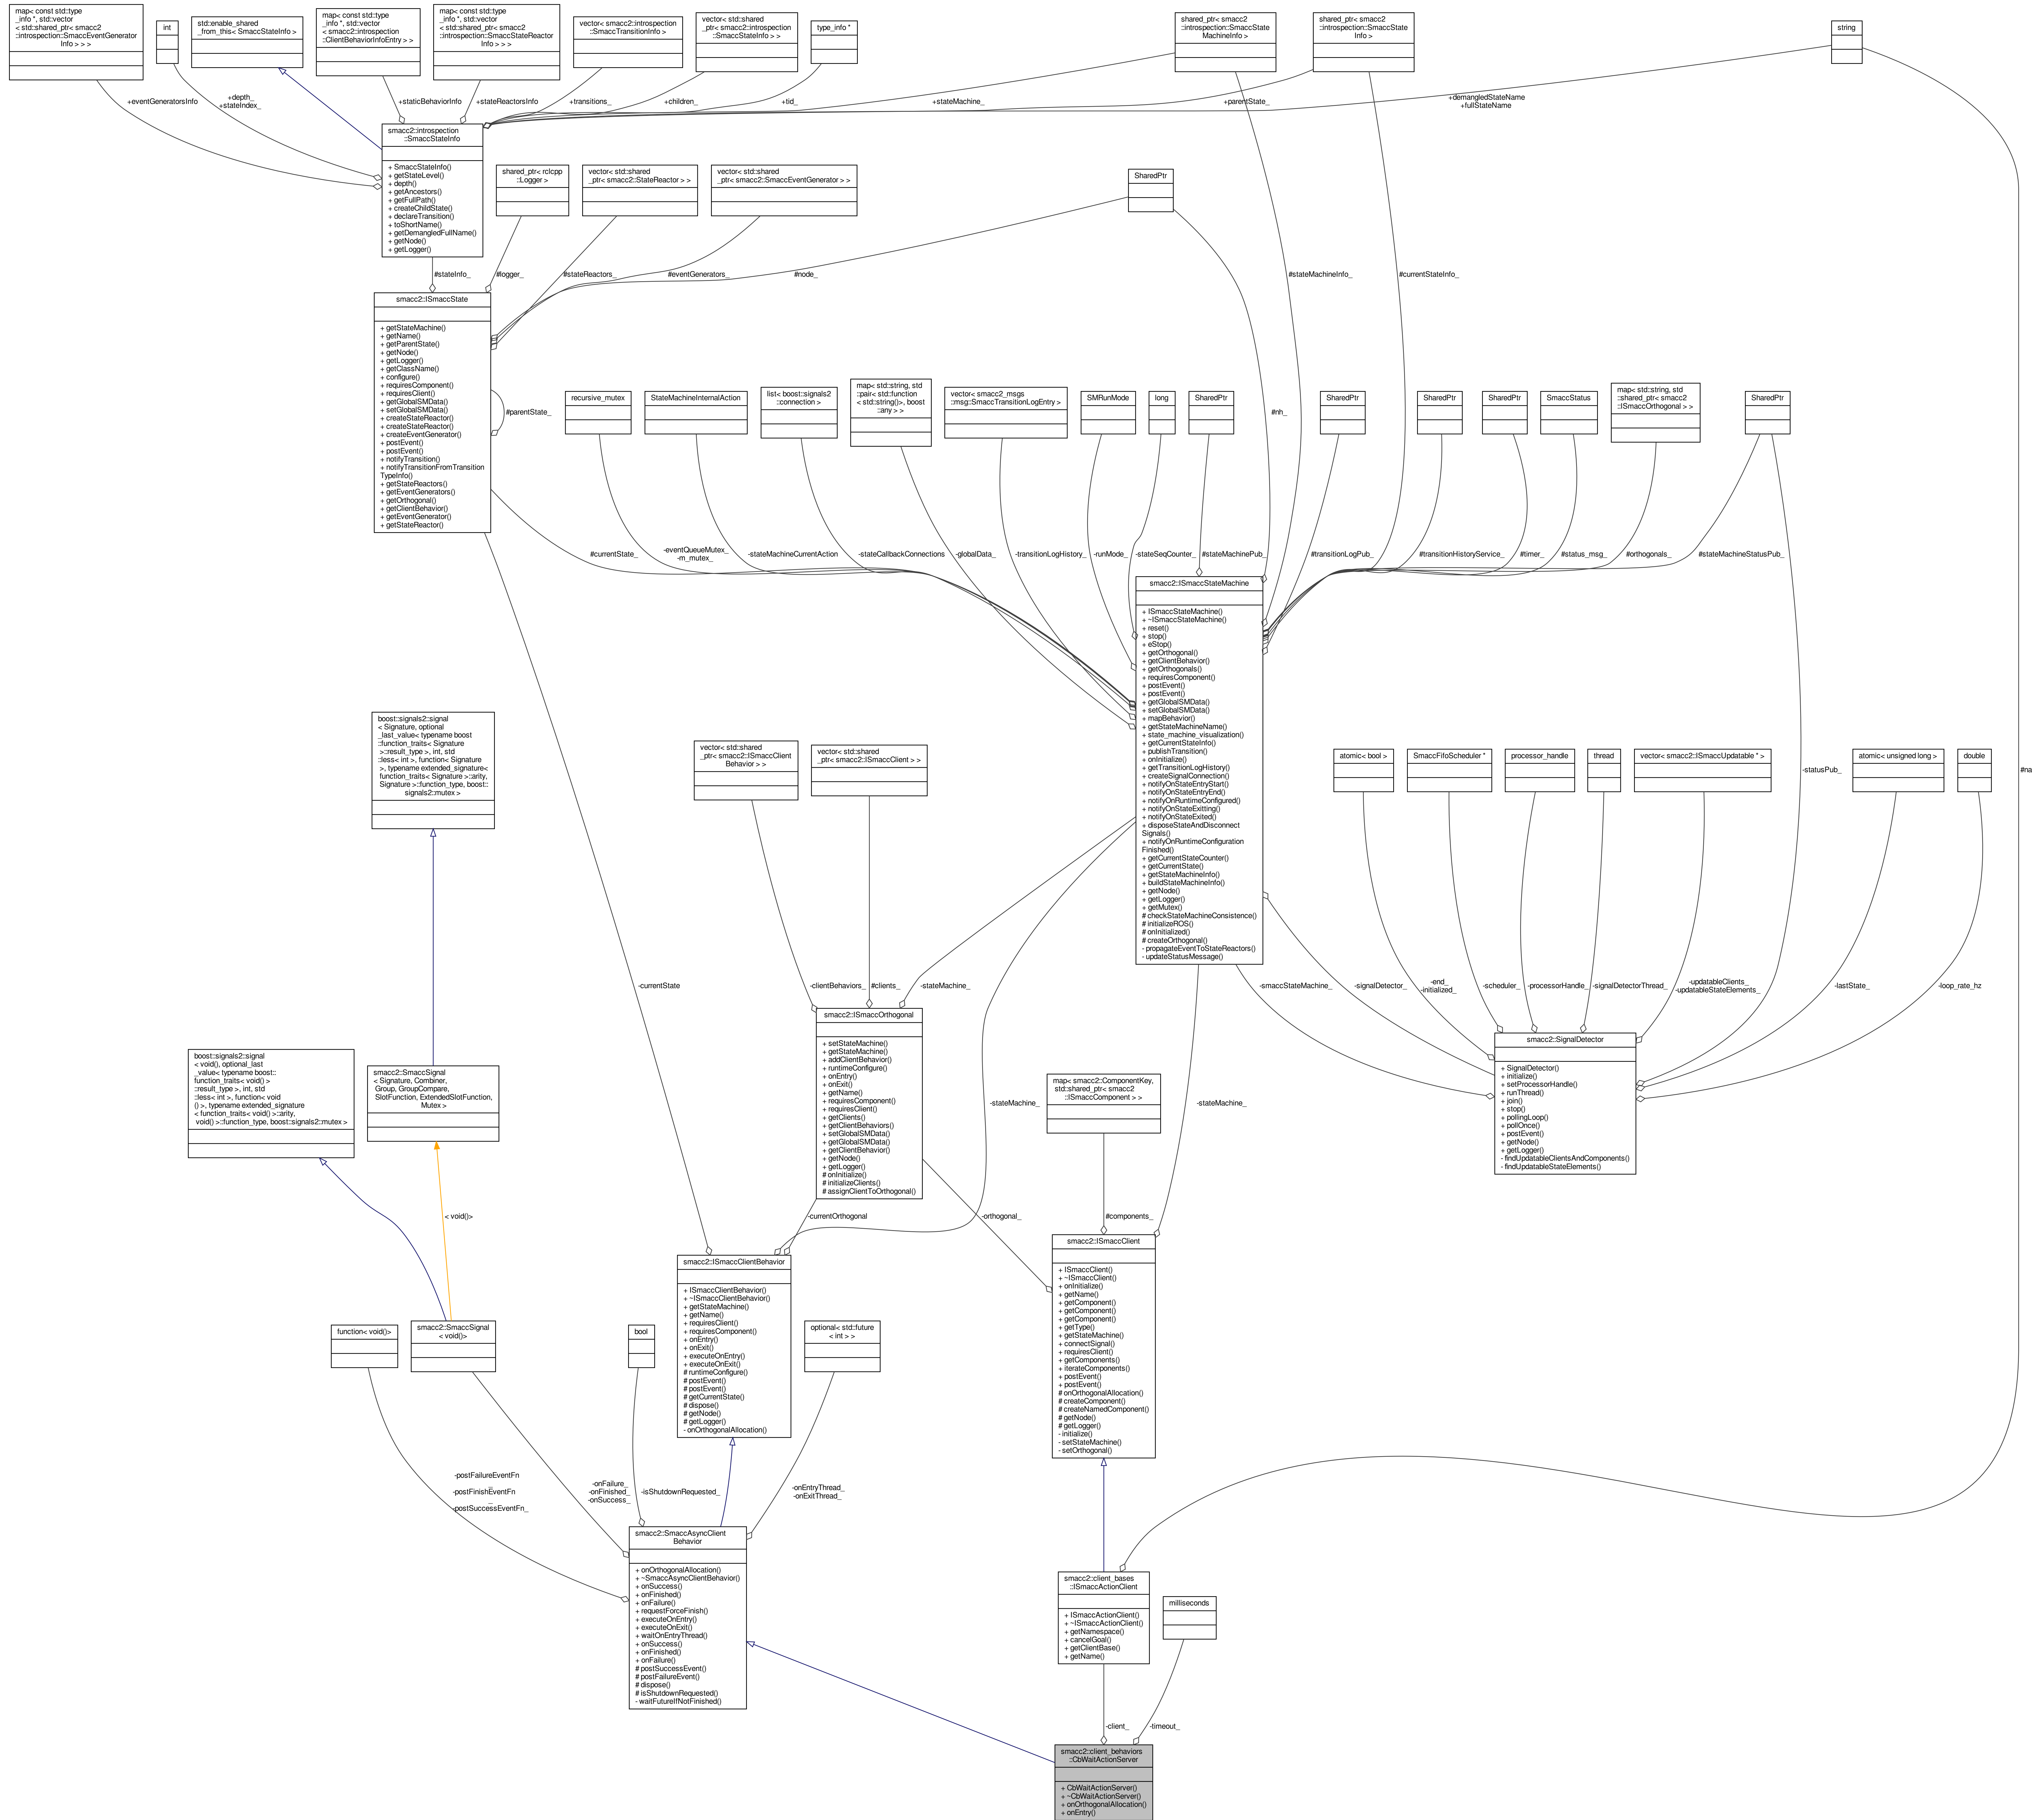 map< const std::type
_info *, std::vector
< std::shared_ptr< smacc2
::introspection::SmaccEventGenerator
Info > > >
int
std::enable_shared
_from_this< SmaccStateInfo >
map< const std::type
_info *, std::vector
< smacc2::introspection
::ClientBehaviorInfoEntry > >
map< const std::type
_info *, std::vector
< std::shared_ptr< smacc2
::introspection::SmaccStateReactor
Info > > >
vector< smacc2::introspection
::SmaccTransitionInfo >
vector< std::shared
_ptr< smacc2::introspection
::SmaccStateInfo > >
type_info *
shared_ptr< smacc2
::introspection::SmaccState
MachineInfo >
shared_ptr< smacc2
::introspection::SmaccState
Info >
string
+eventGeneratorsInfo
+depth_
+stateIndex_
+staticBehaviorInfo
+stateReactorsInfo
+transitions_
+children_
+tid_
+stateMachine_
+parentState_
+demangledStateName
+fullStateName
smacc2::introspection
::SmaccStateInfo
+ SmaccStateInfo()
+ getStateLevel()
+ depth()
+ getAncestors()
+ getFullPath()
+ createChildState()
+ declareTransition()
+ toShortName()
+ getDemangledFullName()
+ getNode()
+ getLogger()
shared_ptr< rclcpp
::Logger >
vector< std::shared
_ptr< smacc2::StateReactor > >
vector< std::shared
_ptr< smacc2::SmaccEventGenerator > >
SharedPtr
#stateInfo_
#logger_
#stateReactors_
#eventGenerators_
#node_
#stateMachineInfo_
#currentStateInfo_
smacc2::ISmaccState
+ getStateMachine()
+ getName()
+ getParentState()
+ getNode()
+ getLogger()
+ getClassName()
+ configure()
+ requiresComponent()
+ requiresClient()
+ getGlobalSMData()
+ setGlobalSMData()
+ createStateReactor()
+ createStateReactor()
+ createEventGenerator()
+ postEvent()
+ postEvent()
+ notifyTransition()
+ notifyTransitionFromTransition
TypeInfo()
+ getStateReactors()
+ getEventGenerators()
+ getOrthogonal()
+ getClientBehavior()
+ getEventGenerator()
+ getStateReactor()
#parentState_
recursive_mutex
StateMachineInternalAction
list< boost::signals2
::connection >
map< std::string, std
::pair< std::function
< std::string()>, boost
::any > >
vector< smacc2_msgs
::msg::SmaccTransitionLogEntry >
SMRunMode
long
SharedPtr
#nh_
SharedPtr
SharedPtr
SharedPtr
SmaccStatus
map< std::string, std
::shared_ptr< smacc2
::ISmaccOrthogonal > >
SharedPtr
#currentState_
-eventQueueMutex_
-m_mutex_
-stateMachineCurrentAction
-stateCallbackConnections
-globalData_
-transitionLogHistory_
-runMode_
-stateSeqCounter_
#stateMachinePub_
#transitionLogPub_
#transitionHistoryService_
#timer_
#status_msg_
#orthogonals_
#stateMachineStatusPub_
smacc2::ISmaccStateMachine
+ ISmaccStateMachine()
+ ~ISmaccStateMachine()
+ reset()
+ stop()
+ eStop()
+ getOrthogonal()
+ getClientBehavior()
+ getOrthogonals()
+ requiresComponent()
+ postEvent()
+ postEvent()
+ getGlobalSMData()
+ setGlobalSMData()
+ mapBehavior()
+ getStateMachineName()
+ state_machine_visualization()
+ getCurrentStateInfo()
+ publishTransition()
+ onInitialize()
+ getTransitionLogHistory()
+ createSignalConnection()
+ notifyOnStateEntryStart()
+ notifyOnStateEntryEnd()
+ notifyOnRuntimeConfigured()
+ notifyOnStateExitting()
+ notifyOnStateExited()
+ disposeStateAndDisconnect
Signals()
+ notifyOnRuntimeConfiguration
Finished()
+ getCurrentStateCounter()
+ getCurrentState()
+ getStateMachineInfo()
+ buildStateMachineInfo()
+ getNode()
+ getLogger()
+ getMutex()
# checkStateMachineConsistence()
# initializeROS()
# onInitialized()
# createOrthogonal()
- propagateEventToStateReactors()
- updateStatusMessage()
boost::signals2::signal
< Signature, optional
_last_value< typename boost
::function_traits< Signature
>::result_type >, int, std
::less< int >, function< Signature
>, typename extended_signature<
function_traits< Signature >::arity,
Signature >::function_type, boost::
signals2::mutex >
vector< std::shared
_ptr< smacc2::ISmaccClient
Behavior > >
vector< std::shared
_ptr< smacc2::ISmaccClient > >
atomic< bool >
SmaccFifoScheduler *
processor_handle
thread
vector< smacc2::ISmaccUpdatable * >
-statusPub_
atomic< unsigned long >
double
#na
-currentState
-clientBehaviors_
#clients_
-stateMachine_
-smaccStateMachine_
-signalDetector_
-end_
-initialized_
-scheduler_
-processorHandle_
-signalDetectorThread_
-updatableClients_
-updatableStateElements_
-lastState_
-loop_rate_hz
smacc2::ISmaccOrthogonal
+ setStateMachine()
+ getStateMachine()
+ addClientBehavior()
+ runtimeConfigure()
+ onEntry()
+ onExit()
+ getName()
+ requiresComponent()
+ requiresClient()
+ getClients()
+ getClientBehaviors()
+ setGlobalSMData()
+ getGlobalSMData()
+ getClientBehavior()
+ getNode()
+ getLogger()
# onInitialize()
# initializeClients()
# assignClientToOrthogonal()
smacc2::SignalDetector
+ SignalDetector()
+ initialize()
+ setProcessorHandle()
+ runThread()
+ join()
+ stop()
+ pollingLoop()
+ pollOnce()
+ postEvent()
+ getNode()
+ getLogger()
- findUpdatableClientsAndComponents()
- findUpdatableStateElements()
boost::signals2::signal
< void(), optional_last
_value< typename boost::
function_traits< void() >
::result_type >, int, std
::less< int >, function< void
() >, typename extended_signature
< function_traits< void() >::arity,
void() >::function_type, boost::signals2::mutex >
smacc2::SmaccSignal
< Signature, Combiner,
Group, GroupCompare,
SlotFunction, ExtendedSlotFunction,
Mutex >
map< smacc2::ComponentKey,
std::shared_ptr< smacc2
::ISmaccComponent > >
-stateMachine_
-stateMachine_
< void()>
-currentOrthogonal
-orthogonal_
#components_
smacc2::ISmaccClientBehavior
+ ISmaccClientBehavior()
+ ~ISmaccClientBehavior()
+ getStateMachine()
+ getName()
+ requiresClient()
+ requiresComponent()
+ onEntry()
+ onExit()
+ executeOnEntry()
+ executeOnExit()
# runtimeConfigure()
# postEvent()
# postEvent()
# getCurrentState()
# dispose()
# getNode()
# getLogger()
- onOrthogonalAllocation()
smacc2::ISmaccClient
+ ISmaccClient()
+ ~ISmaccClient()
+ onInitialize()
+ getName()
+ getComponent()
+ getComponent()
+ getComponent()
+ getType()
+ getStateMachine()
+ connectSignal()
+ requiresClient()
+ getComponents()
+ iterateComponents()
+ postEvent()
+ postEvent()
# onOrthogonalAllocation()
# createComponent()
# createNamedComponent()
# getNode()
# getLogger()
- initialize()
- setStateMachine()
- setOrthogonal()
function< void()>
smacc2::SmaccSignal
< void()>
bool
optional< std::future
< int > >
-postFailureEventFn
_
-postFinishEventFn
_
-postSuccessEventFn_
-onFailure_
-onFinished_
-onSuccess_
-isShutdownRequested_
-onEntryThread_
-onExitThread_
smacc2::SmaccAsyncClient
Behavior
+ onOrthogonalAllocation()
+ ~SmaccAsyncClientBehavior()
+ onSuccess()
+ onFinished()
+ onFailure()
+ requestForceFinish()
+ executeOnEntry()
+ executeOnExit()
+ waitOnEntryThread()
+ onSuccess()
+ onFinished()
+ onFailure()
# postSuccessEvent()
# postFailureEvent()
# dispose()
# isShutdownRequested()
- waitFutureIfNotFinished()
smacc2::client_bases
::ISmaccActionClient
+ ISmaccActionClient()
+ ~ISmaccActionClient()
+ getNamespace()
+ cancelGoal()
+ getClientBase()
+ getName()
milliseconds
-client_
-timeout_
smacc2::client_behaviors
::CbWaitActionServer
+ CbWaitActionServer()
+ ~CbWaitActionServer()
+ onOrthogonalAllocation()
+ onEntry()